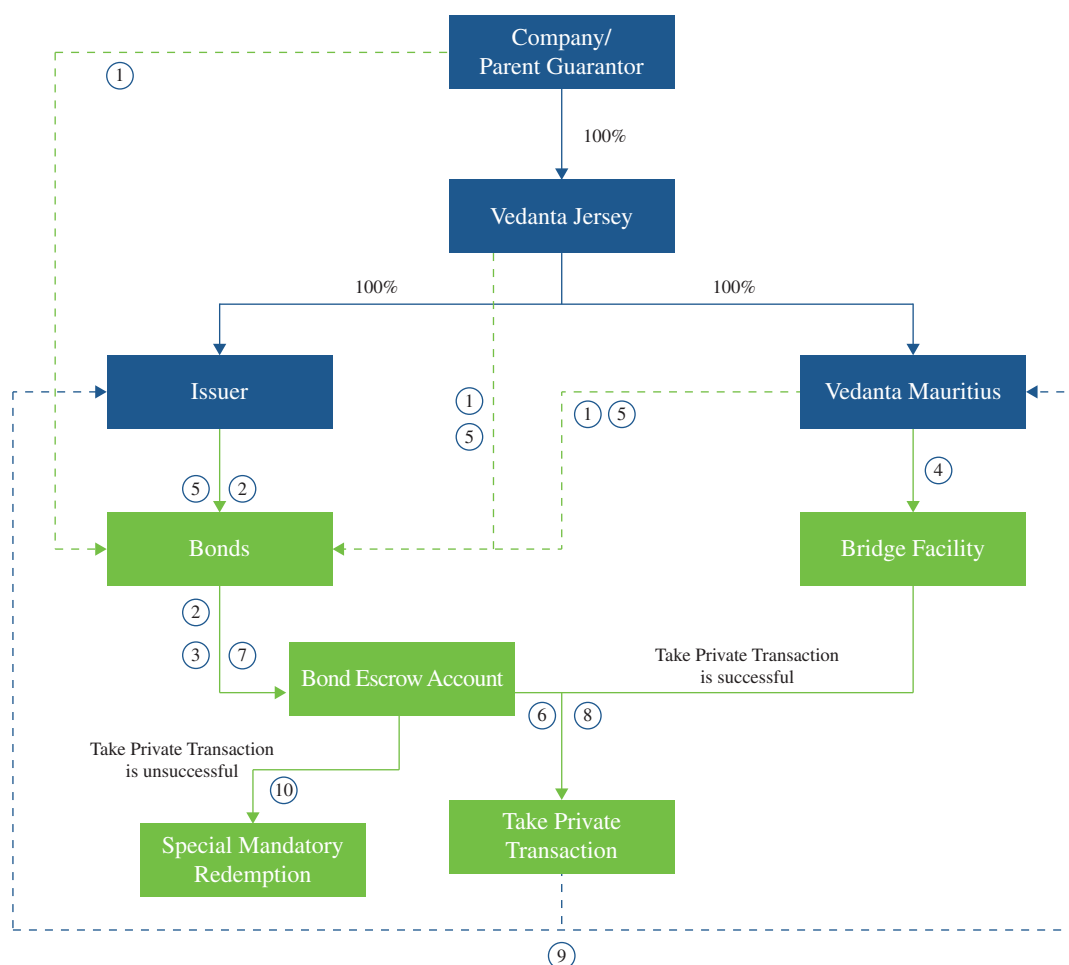 Company/
Parent Guarantor
1
100%
Vedanta Jersey
100%
100%
Issuer
Vedanta Mauritius
1
1 5
5
4
5 2
Bonds
Bridge Facility
2
3 7
Bond Escrow Account
Take Private Transaction
is successful
6 8
Take Private Transaction
is unsuccessful
10
Take Private
Transaction
Special Mandatory
Redemption
9